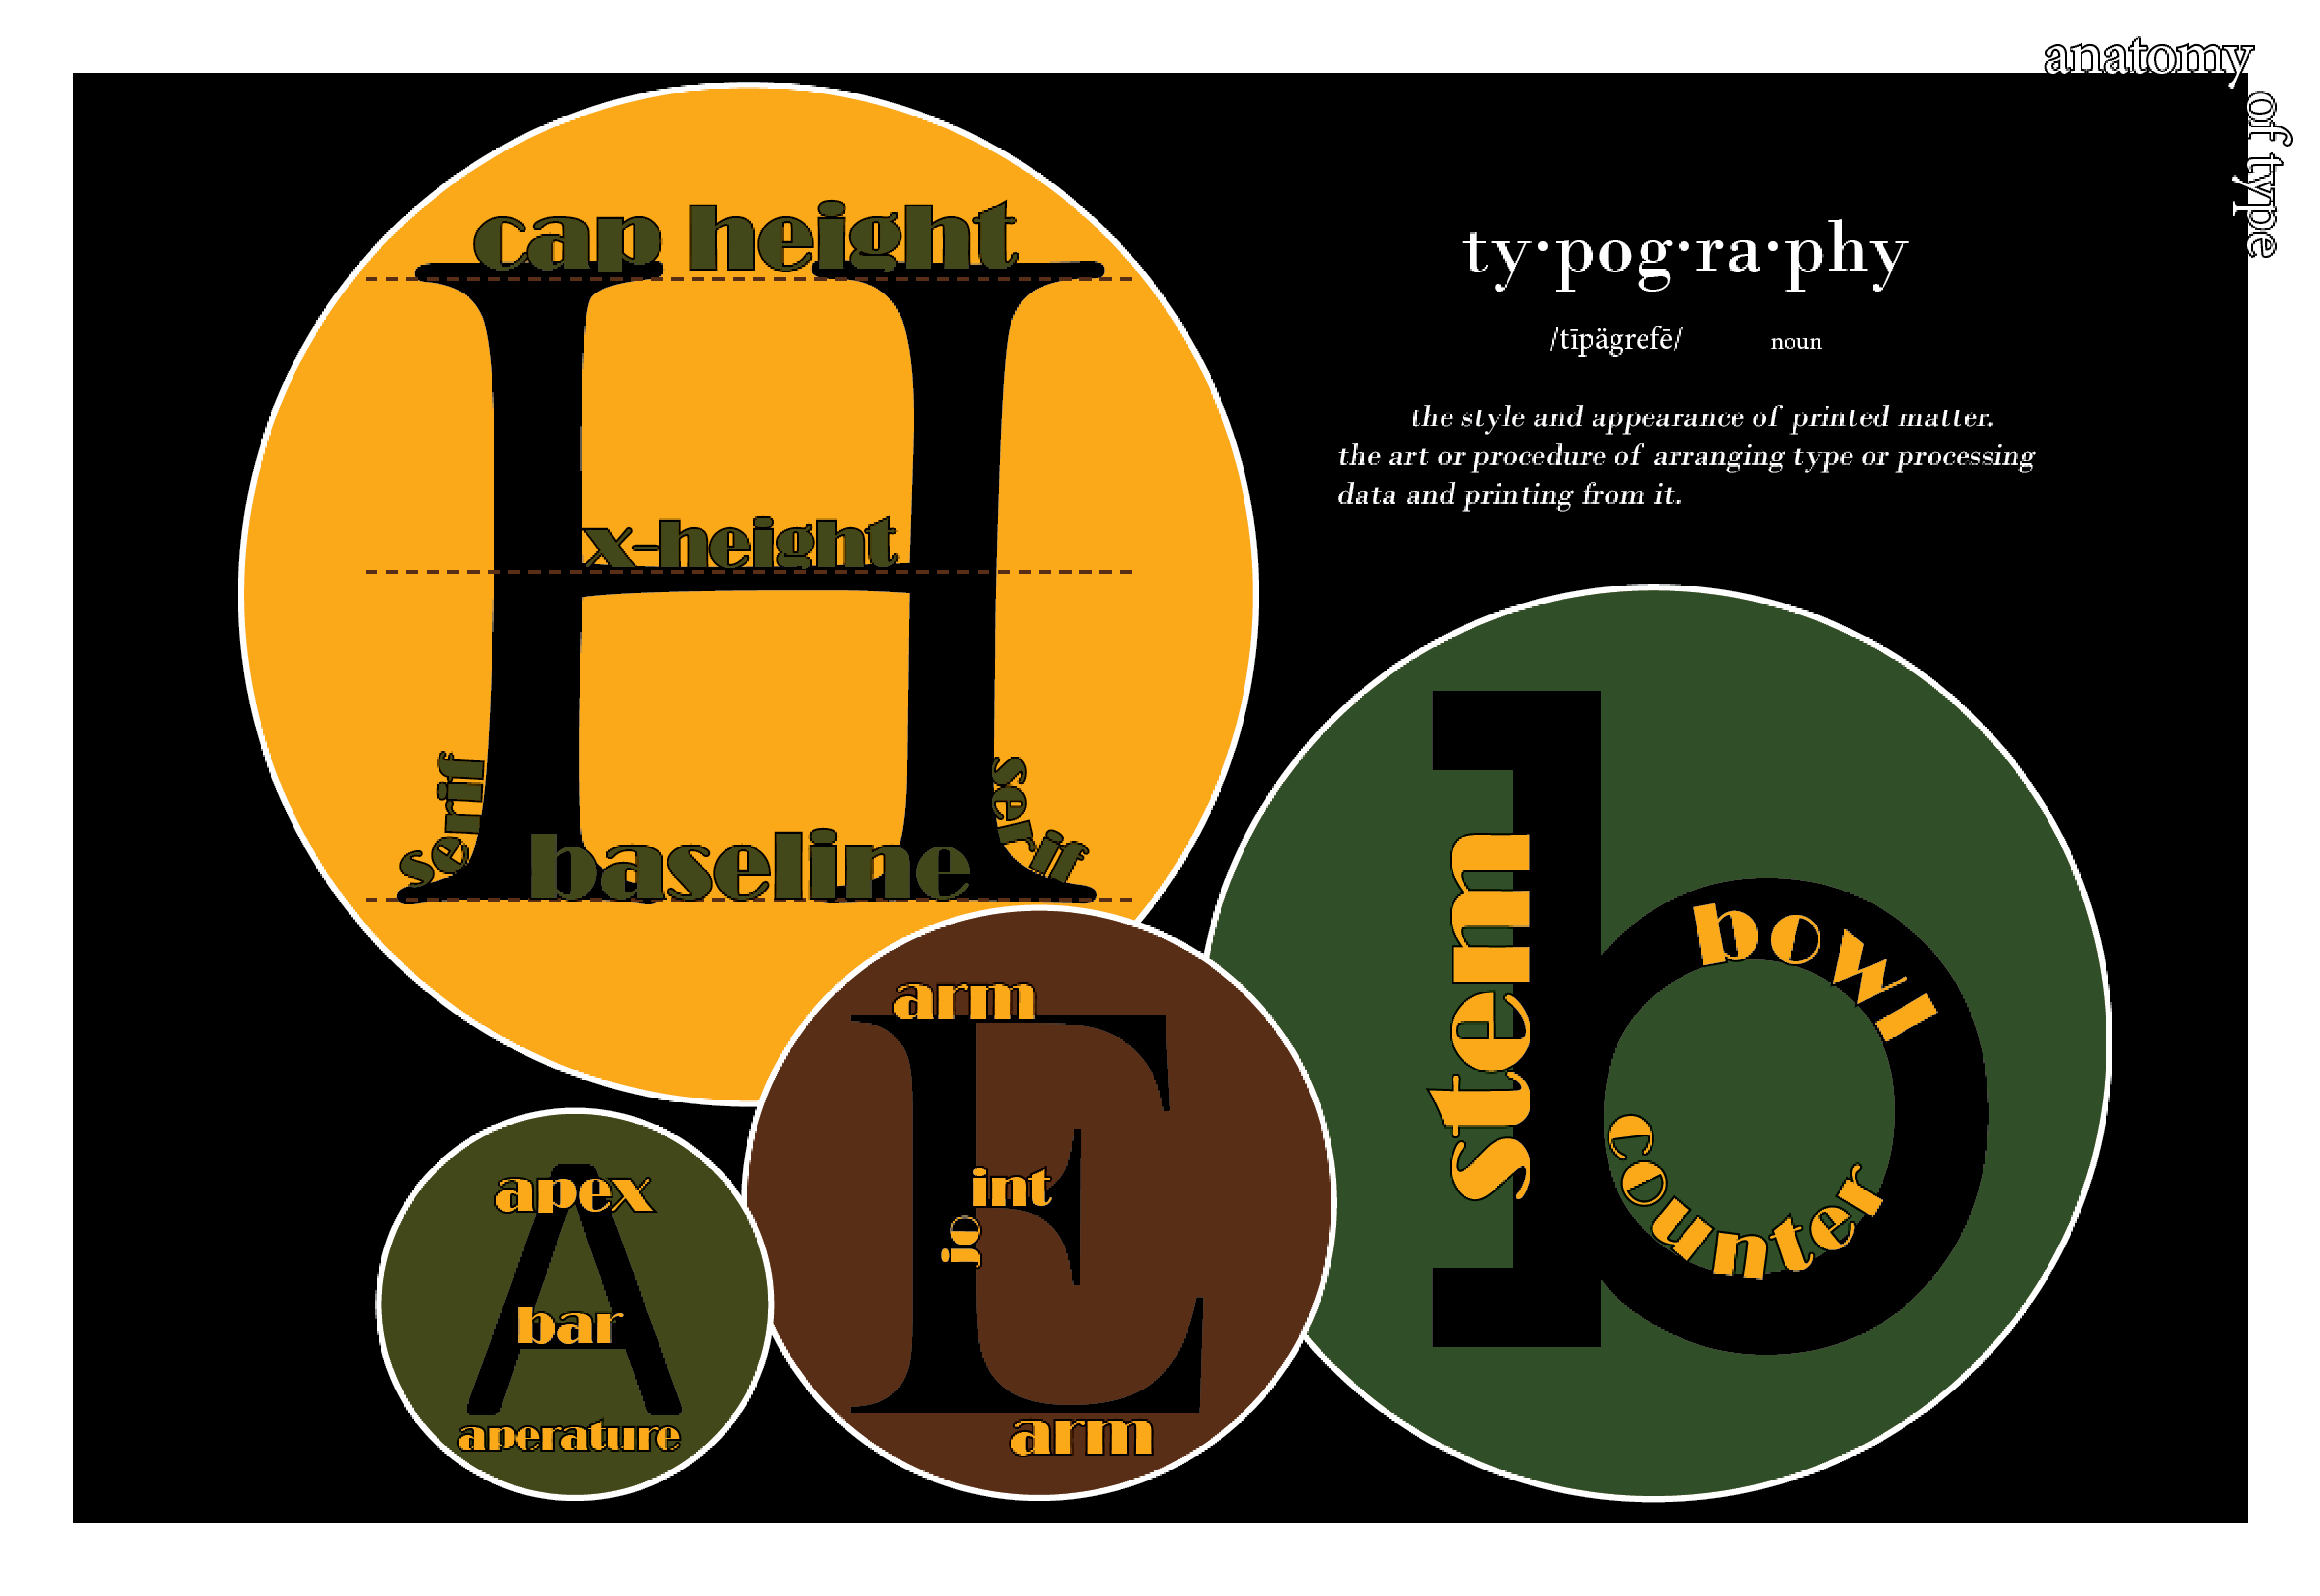 anatomy
of type
cap height
x-height
serif
serif
baseline
H
ty·pog·ra·phy
/tīpägrefē/ noun
the style and appearance of printed matter.
the art or procedure of arranging type or processing
data and printing from it.
stem
bowl
counter
b
arm
joint
arm
E
apex
bar
aperature
A